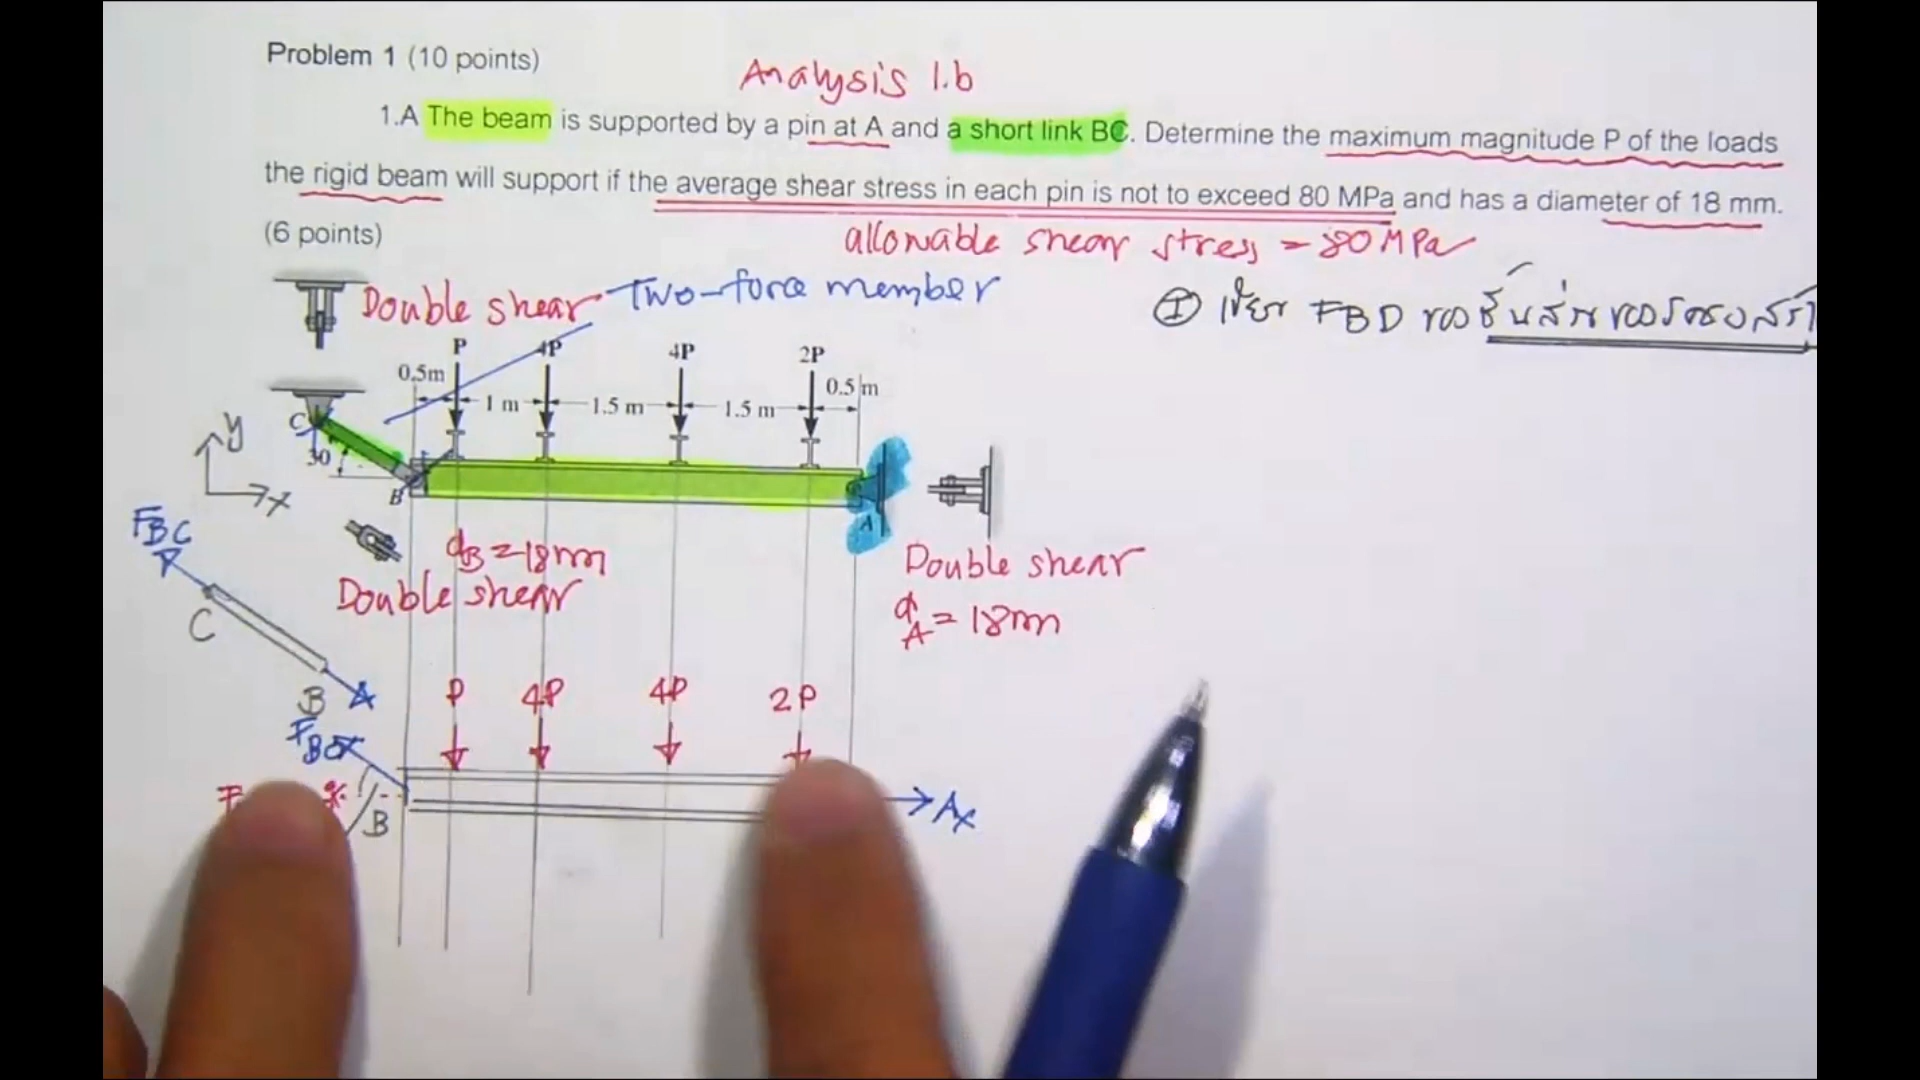 Problem 1 (10 points)
Analysis 1.b
1.A The beam is supported by a pin at A and a short link BC. Determine the maximum magnitude P of the loads
the rigid beam will support if the average shear stress in each pin is not to exceed 80 MPa and has a diameter of 18 mm.
(6 points)
allowable shear stress = 80 MPa
Double shear
Two-force member
① เขียน FBD ของชิ้นส่วนของโครงสร้า
P
4P
4P
2P
0.5m
1 m
1.5 m
1.5 m
0.5 m
C
30
B
A
y
x
FBC
C
B
dB = 18mm
Double shear
Double shear
dA = 18mm
P
4P
4P
2P
B
Ax